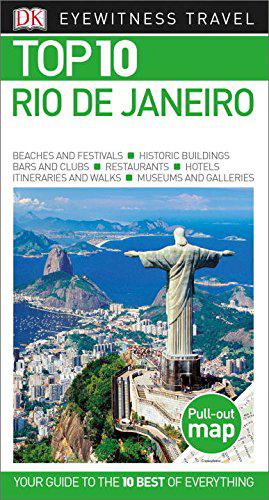 DK EYEWITNESS TRAVEL
TOP 10
RIO DE JANEIRO
BEACHES AND FESTIVALS ■ HISTORIC BUILDINGS
BARS AND CLUBS ■ RESTAURANTS ■ HOTELS
ITINERARIES AND WALKS ■ MUSEUMS AND GALLERIES
Pull-out
map
YOUR GUIDE TO THE 10 BEST OF EVERYTHING